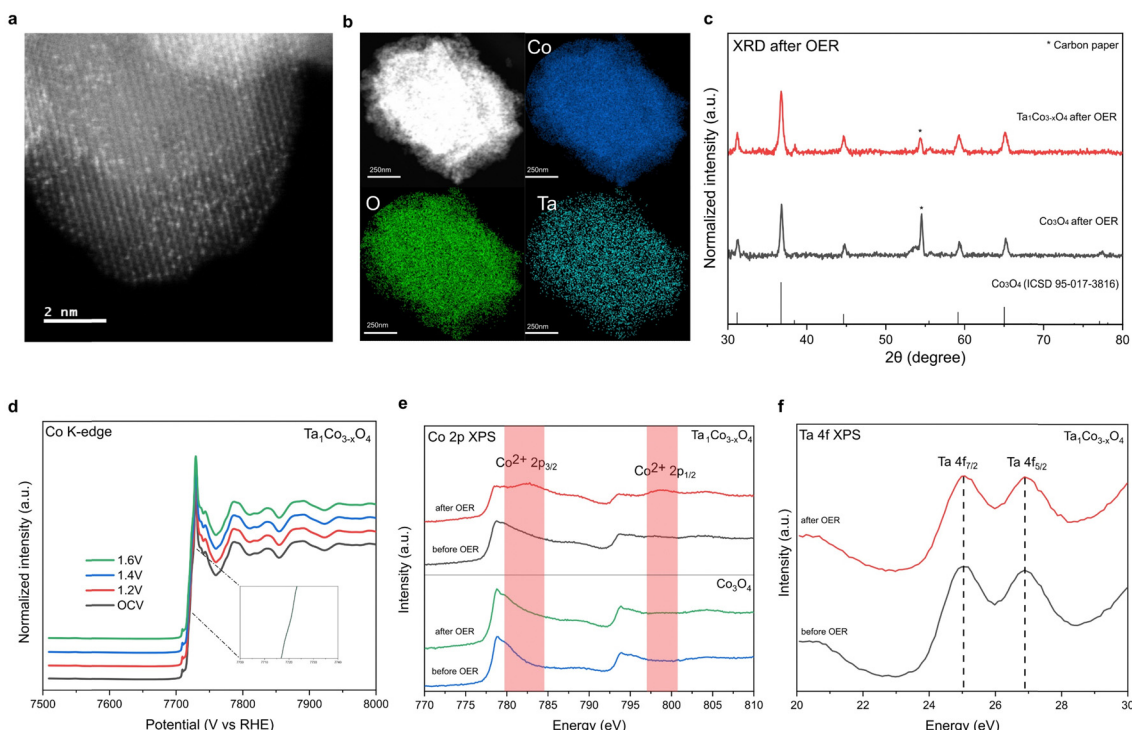 a
2 nm
b
Co
250nm
250nm
O
Ta
250nm
250nm
c
XRD after OER
* Carbon paper
*
Ta₁Co₃₋ₓO₄ after OER
*
Co₃O₄ after OER
Co₃O₄ (ICSD 95-017-3816)
Normalized intensity (a.u.)
30 40 50 60 70 80
2θ (degree)
d
Co K-edge
Ta₁Co₃₋ₓO₄
1.6V
1.4V
1.2V
OCV
Normalized intensity (a.u.)
7500 7600 7700 7800 7900 8000
Potential (V vs RHE)
e
Co 2p XPS
Ta₁Co₃₋ₓO₄
Co²⁺ 2p₃/₂
Co²⁺ 2p₁/₂
after OER
before OER
Co₃O₄
after OER
before OER
Intensity (a.u.)
770 775 780 785 790 795 800 805 810
Energy (eV)
f
Ta 4f XPS
Ta₁Co₃₋ₓO₄
Ta 4f₇/₂
Ta 4f₅/₂
after OER
before OER
Intensity (a.u.)
20 22 24 26 28 30
Energy (eV)